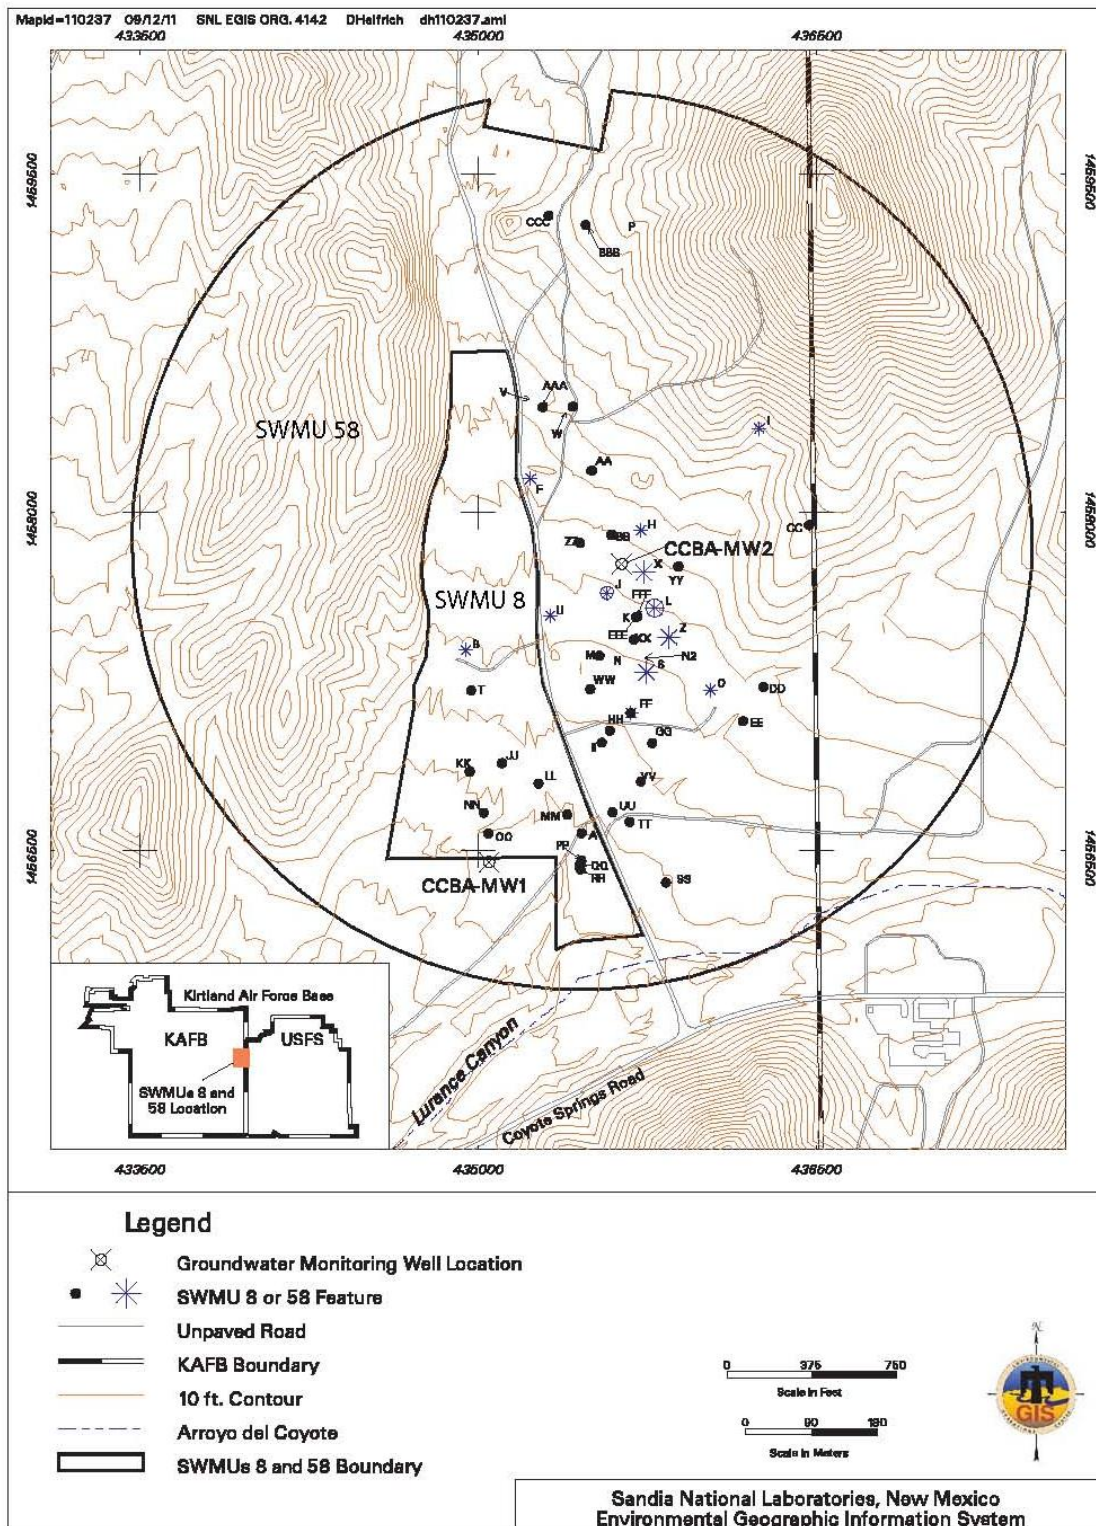 MapId=110237 09/12/11 SNL EGIS ORG. 4142 DHelfrich dh110237.aml
433500 435000 436500
1459500 1459500
CCC
BBB
P
V AAA
W
SWMU 58
I
AA
F
1458000 1458000
H
CC
ZZ BB
CCBA-MW2
X
YY
J
FFF
L
SWMU 8
U
K
EEE XX Z
B
M N N2
S
T
WW
O
DD
FF
EE
HH
II GG
JJ
KK
LL
VV
NN
MM UU
TT
OO A
1456500 1456500
PP
QQ
RR
CCBA-MW1
SS
Kirtland Air Force Base
KAFB USFS
SWMUs 8 and
58 Location
Lurance Canyon
Coyote Springs Road
433500 435000 436500
Legend
Groundwater Monitoring Well Location
SWMU 8 or 58 Feature
Unpaved Road
KAFB Boundary
10 ft. Contour
Arroyo del Coyote
SWMUs 8 and 58 Boundary
0 375 750
Scale in Feet
0 90 180
Scale in Meters
N
GIS
Sandia National Laboratories, New Mexico
Environmental Geographic Information System